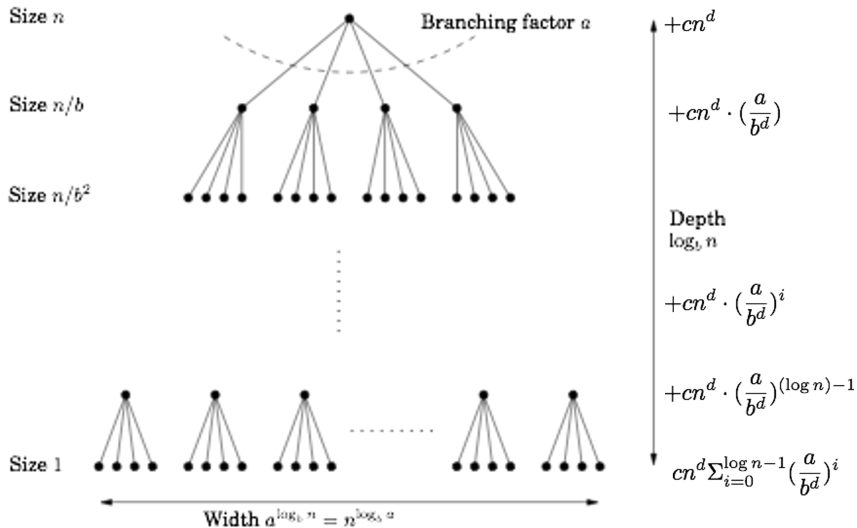 Size n
Branching factor a
+cn^d
Size n/b
+cn^d · (a/b^d)
Size n/b^2
Depth
log_b n
+cn^d · (a/b^d)^i
+cn^d · (a/b^d)^{(log n)-1}
Size 1
cn^d Σ_{i=0}^{log n-1} (a/b^d)^i
Width a^{log_b n} = n^{log_b a}